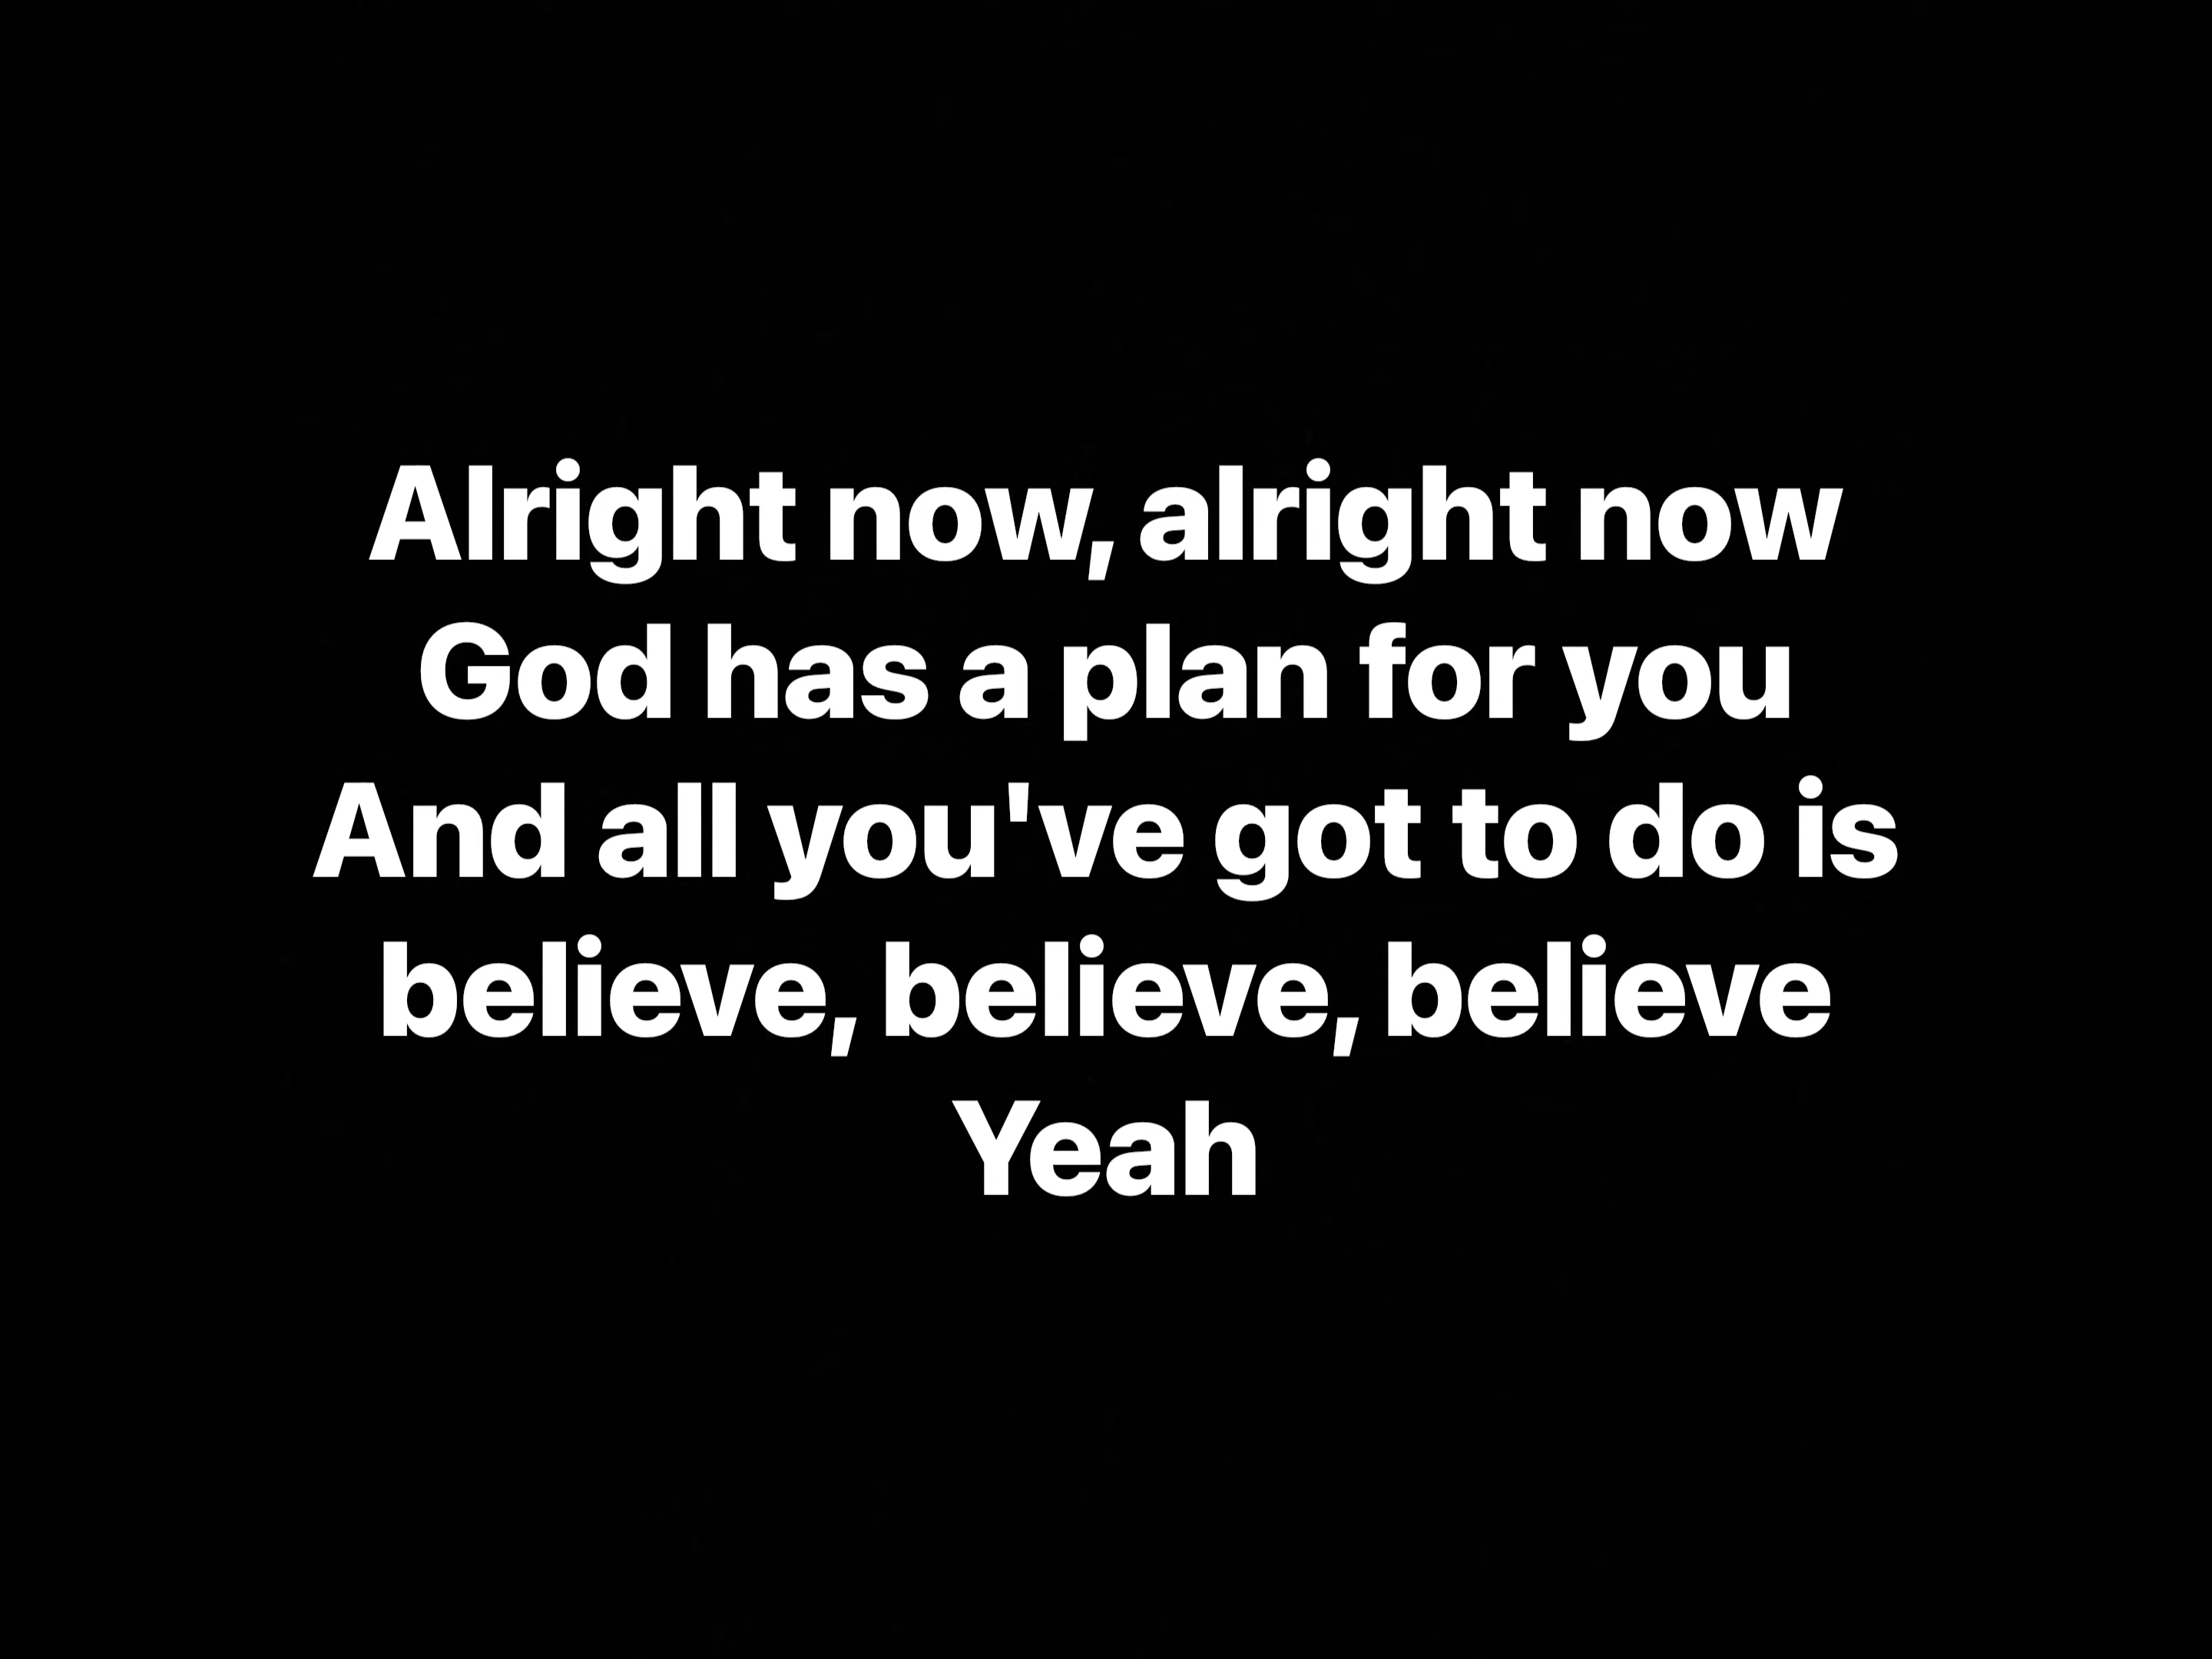 Alright now, alright now
God has a plan for you
And all you've got to do is
believe, believe, believe
Yeah